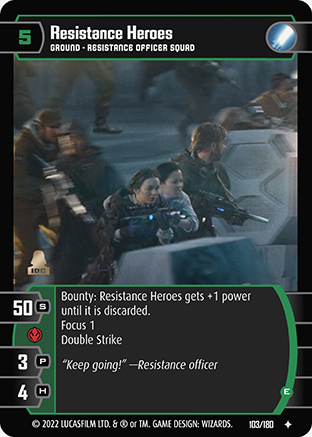 5 Resistance Heroes
GROUND - RESISTANCE OFFICER SQUAD
IDC
50 S
Bounty: Resistance Heroes gets +1 power
until it is discarded.
Focus 1
Double Strike
3 P
"Keep going!" —Resistance officer
4 H
E
© 2022 LUCASFILM LTD. & ® or TM. GAME DESIGN: WIZARDS. 103/180